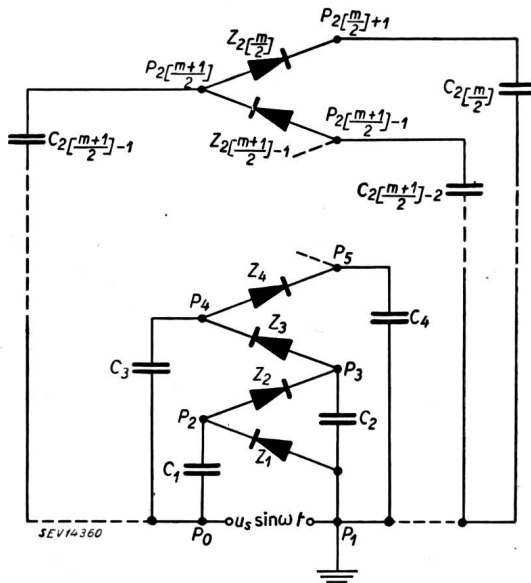 Z₂[m/2]
P₂[m/2]+1
P₂[m+1/2]
C₂[m/2]
C₂[m+1/2]-1
Z₂[m+1/2]-1
P₂[m+1/2]-1
C₂[m+1/2]-2
P₅
Z₄
P₄
C₄
Z₃
C₃
P₃
Z₂
P₂
C₂
Z₁
C₁
P₀
uₛ sinωt
P₁
SEV14360